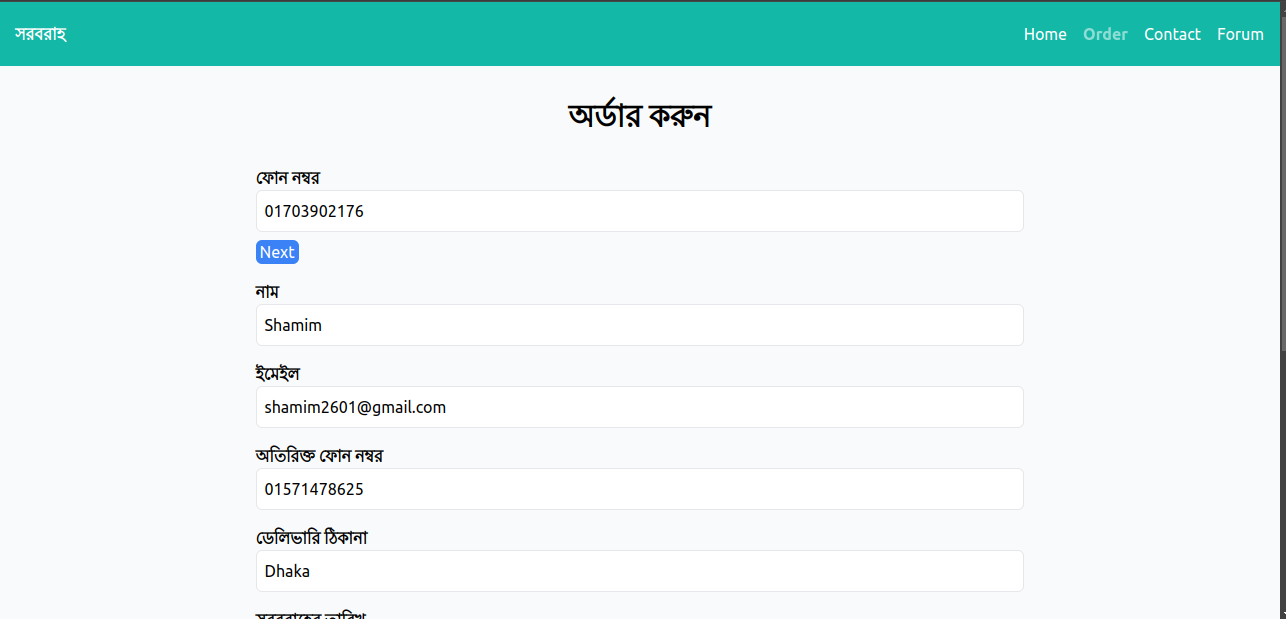 সরবরাহ
Home Order Contact Forum
অর্ডার করুন
ফোন নম্বর
01703902176
Next
নাম
Shamim
ইমেইল
shamim2601@gmail.com
অতিরিক্ত ফোন নম্বর
01571478625
ডেলিভারি ঠিকানা
Dhaka
সরবরাহের তারিখ